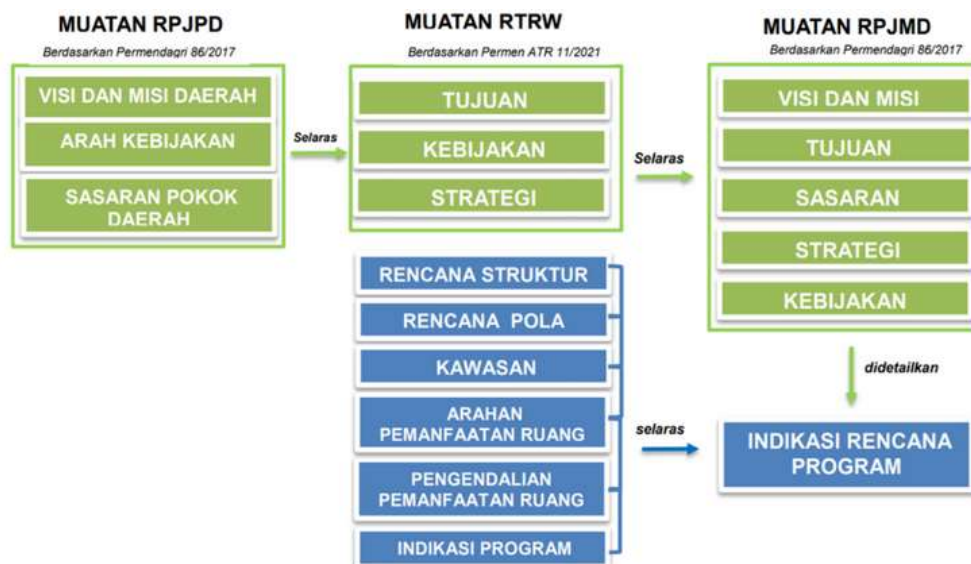 MUATAN RPJPD
Berdasarkan Permendagri 86/2017
VISI DAN MISI DAERAH
ARAH KEBIJAKAN
SASARAN POKOK
DAERAH
Selaras
MUATAN RTRW
Berdasarkan Permen ATR 11/2021
TUJUAN
KEBIJAKAN
STRATEGI
RENCANA STRUKTUR
RENCANA POLA
KAWASAN
ARAHAN
PEMANFAATAN RUANG
PENGENDALIAN
PEMANFAATAN RUANG
INDIKASI PROGRAM
Selaras
selaras
MUATAN RPJMD
Berdasarkan Permendagri 86/2017
VISI DAN MISI
TUJUAN
SASARAN
STRATEGI
KEBIJAKAN
didetailkan
INDIKASI RENCANA
PROGRAM